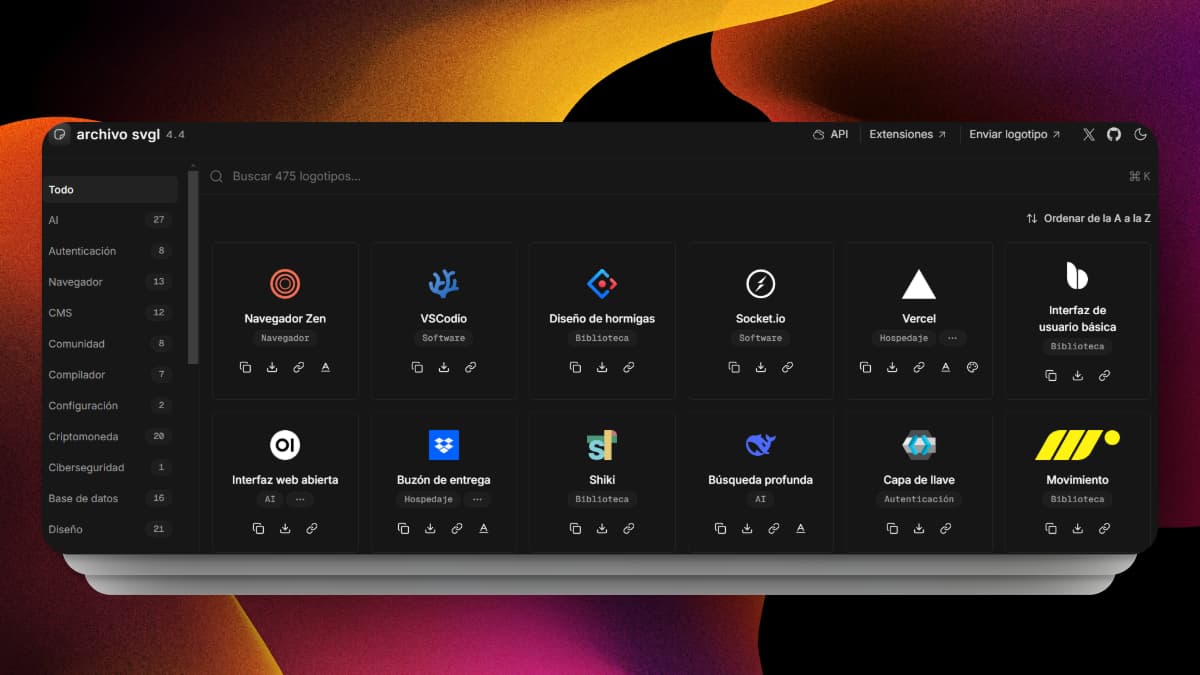 archivo svgl 4.4
API
Extensiones ↗
Enviar logotipo ↗
Buscar 475 logotipos...
⌘ K
Ordenar de la A a la Z
Todo
AI 27
Autenticación 8
Navegador 13
CMS 12
Comunidad 8
Compilador 7
Configuración 2
Criptomoneda 20
Ciberseguridad 1
Base de datos 16
Diseño 21
Navegador Zen
Navegador
VSCodio
Software
Diseño de hormigas
Biblioteca
Socket.io
Software
Vercel
Hospedaje ...
Interfaz de
usuario básica
Biblioteca
Interfaz web abierta
AI ...
Buzón de entrega
Hospedaje ...
Shiki
Biblioteca
Búsqueda profunda
AI
Capa de llave
Autenticación
Movimiento
Biblioteca